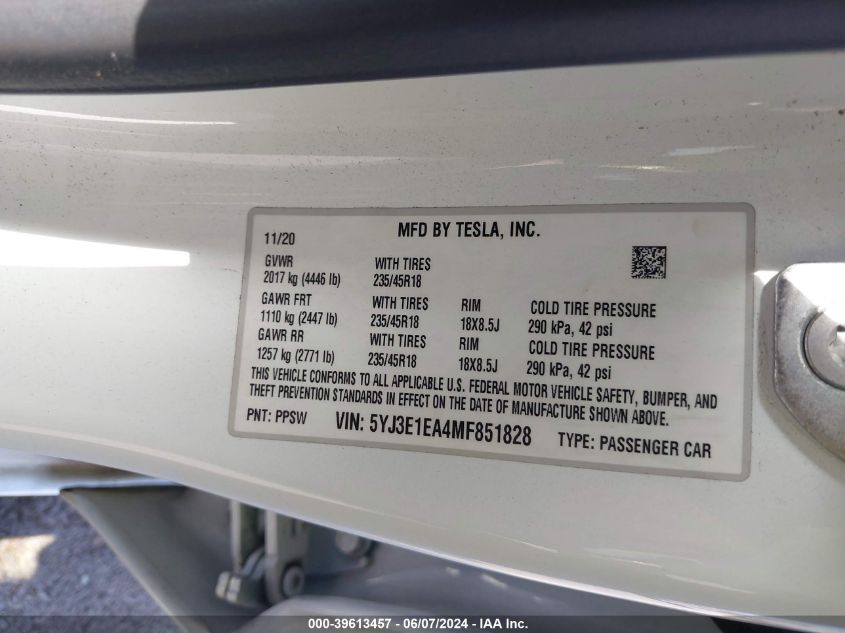 11/20 MFD BY TESLA, INC.
GVWR WITH TIRES
2017 kg (4446 lb) 235/45R18
GAWR FRT WITH TIRES RIM COLD TIRE PRESSURE
1110 kg (2447 lb) 235/45R18 18X8.5J 290 kPa, 42 psi
GAWR RR WITH TIRES RIM COLD TIRE PRESSURE
1257 kg (2771 lb) 235/45R18 18X8.5J 290 kPa, 42 psi
THIS VEHICLE CONFORMS TO ALL APPLICABLE U.S. FEDERAL MOTOR VEHICLE SAFETY, BUMPER, AND
THEFT PREVENTION STANDARDS IN EFFECT ON THE DATE OF MANUFACTURE SHOWN ABOVE.
PNT: PPSW VIN: 5YJ3E1EA4MF851828 TYPE: PASSENGER CAR
000-39613457 - 06/07/2024 - IAA Inc.